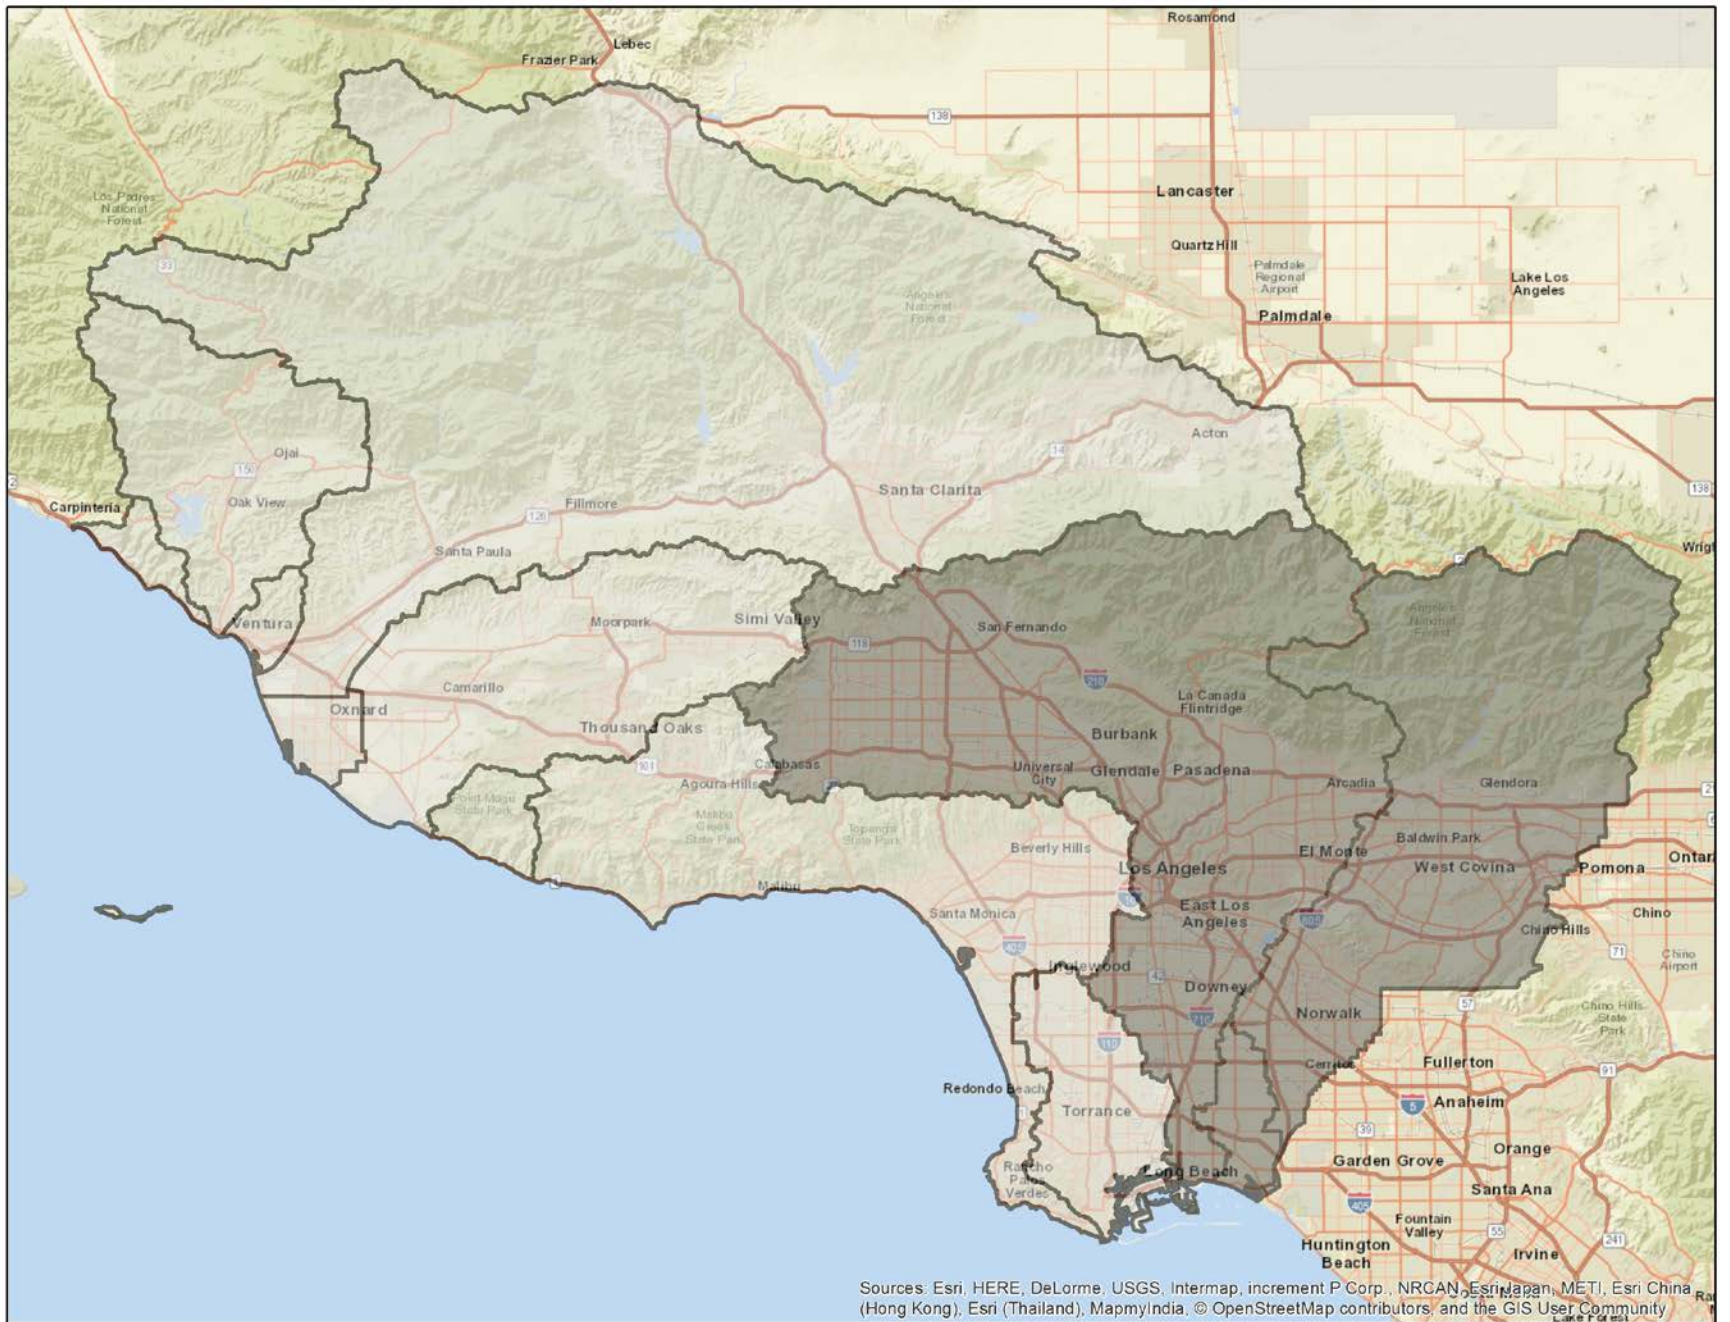 Rosamond
Lebec
Frazier Park
138
Lancaster
Los Padres
National
Forest
Quartz Hill
33
Palmdale
Regional
Airport
Lake Los
Angeles
Angeles
National
Forest
Palmdale
Acton
14
Ojai
150
Oak View
Santa Clarita
138
2
Carpinteria
Fillmore
126
Santa Paula
2
Ventura
Moorpark
Simi Valley
118
San Fernando
Angeles
National
Forest
210
Camarillo
Oxnard
La Canada
Flintridge
Thousand Oaks
Burbank
101
Calabasas
Agoura Hills
Universal
City
Glendale
Pasadena
Arcadia
Glendora
Point Mugu
State Park
Malibu
Creek
State Park
Topanga
State Park
Beverly Hills
El Monte
Baldwin Park
Los Angeles
West Covina
Pomona
1
Malibu
10
Santa Monica
East Los
Angeles
605
Chino
Chino Hills
405
71
Chino
Airport
Inglewood
42
Downey
57
Chino Hills
State
Park
710
Norwalk
110
Cerritos
Fullerton
91
Redondo Beach
5
Anaheim
Torrance
1
39
Orange
Garden Grove
Rancho
Palos
Verdes
Long Beach
Santa Ana
405
Fountain
Valley
55
241
Huntington
Beach
Irvine
Sources: Esri, HERE, DeLorme, USGS, Intermap, increment P Corp., NRCAN, Esri Japan, METI, Esri China
(Hong Kong), Esri (Thailand), MapmyIndia, © OpenStreetMap contributors, and the GIS User Community
Lake Forest